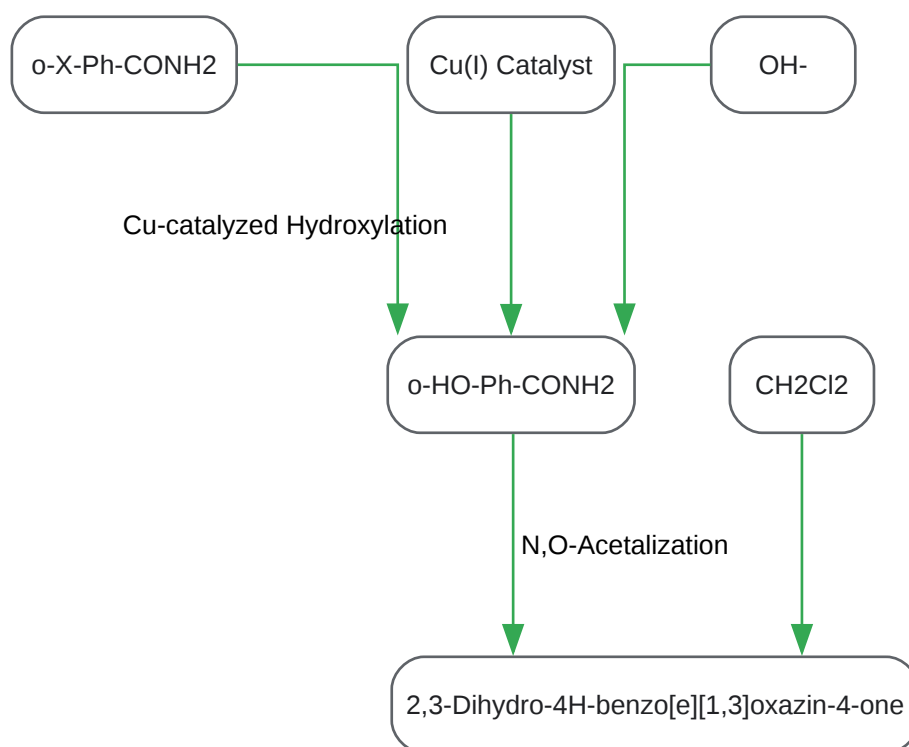 o-X-Ph-CONH2
Cu(I) Catalyst
OH-
Cu-catalyzed Hydroxylation
o-HO-Ph-CONH2
CH2Cl2
N,O-Acetalization
2,3-Dihydro-4H-benzo[e][1,3]oxazin-4-one